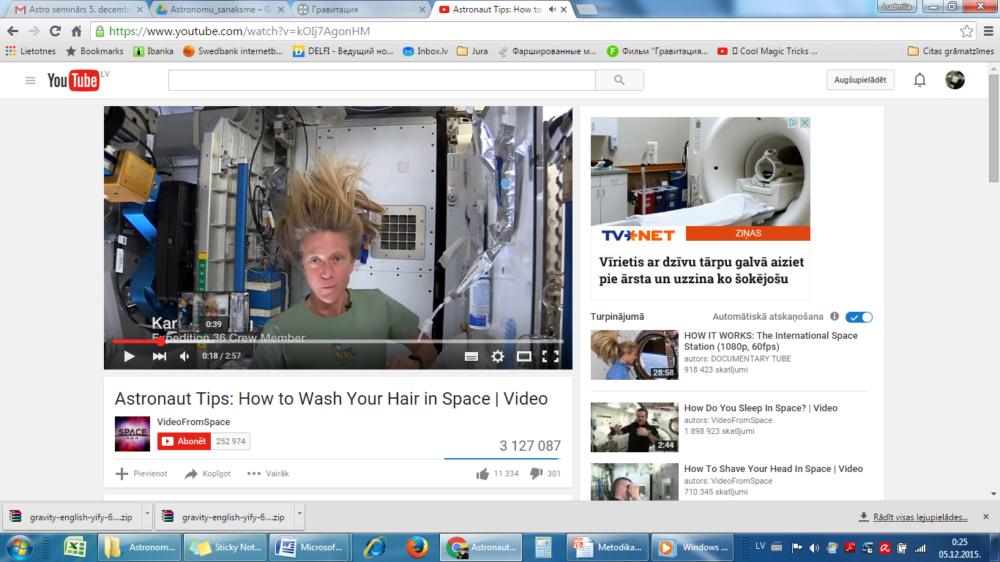 Astro seminārs 5. decembr
Astronomu_sanaksme – G
Гравитация
Astronaut Tips: How to
Ludmila
https://www.youtube.com/watch?v=kOIj7AgonHM
Lietotnes
Bookmarks
Ibanka
Swedbank internetb...
DELFI - Ведущий но...
Inbox.lv
Jura
Фаршированные м...
Фильм "Гравитация...
Cool Magic Tricks ...
Citas grāmatzīmes
YouTube LV
Augšupielādēt
Kar
Expedition 36 Crew Member
0:39
0:18 / 2:57
TVNET
ZIŅAS
Vīrietis ar dzīvu tārpu galvā aiziet
pie ārsta un uzzina ko šokējošu
Turpinājumā
Automātiskā atskaņošana
HOW IT WORKS: The International Space
Station (1080p, 60fps)
autors: DOCUMENTARY TUBE
918 423 skatījumi
28:58
How Do You Sleep In Space? | Video
autors: VideoFromSpace
1 898 923 skatījumi
2:44
How To Shave Your Head In Space | Video
autors: VideoFromSpace
710 345 skatījumi
Astronaut Tips: How to Wash Your Hair in Space | Video
SPACE
.COM
VideoFromSpace
Abonēt
252 974
3 127 087
Pievienot
Kopīgot
Vairāk
11 334
301
gravity-english-yify-6....zip
gravity-english-yify-6....zip
Rādīt visas lejupielādes...
Astronom...
Sticky Not...
Microsof...
Astronaut...
Metodika...
Windows ...
LV
0:25
05.12.2015.